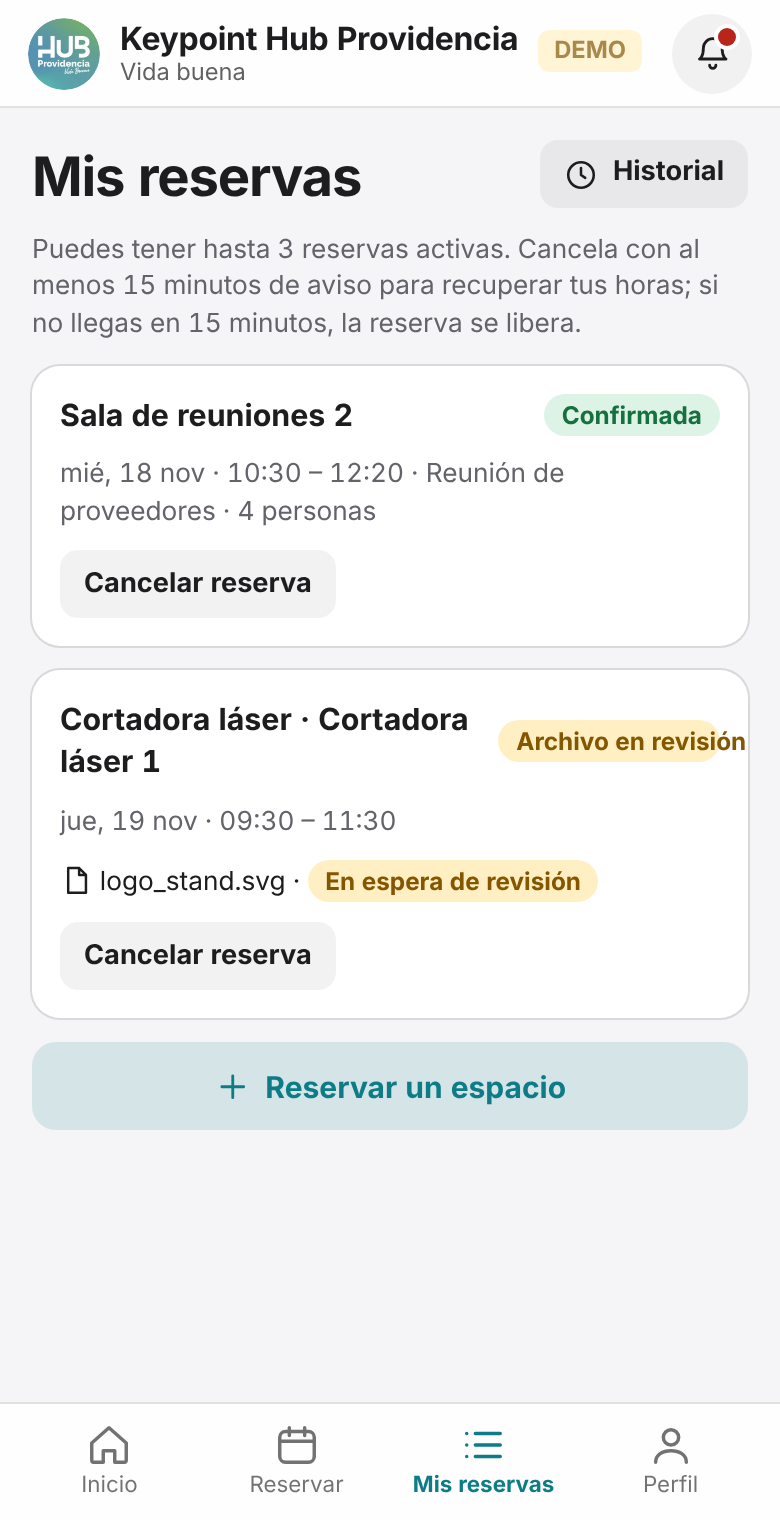 HUB
Providencia
Vida Buena
Keypoint Hub Providencia
Vida buena
DEMO
Mis reservas
Historial
Puedes tener hasta 3 reservas activas. Cancela con al
menos 15 minutos de aviso para recuperar tus horas; si
no llegas en 15 minutos, la reserva se libera.
Sala de reuniones 2
Confirmada
mié, 18 nov · 10:30 – 12:20 · Reunión de
proveedores · 4 personas
Cancelar reserva
Cortadora láser · Cortadora
láser 1
Archivo en revisión
jue, 19 nov · 09:30 – 11:30
logo_stand.svg · En espera de revisión
Cancelar reserva
+ Reservar un espacio
Inicio
Reservar
Mis reservas
Perfil